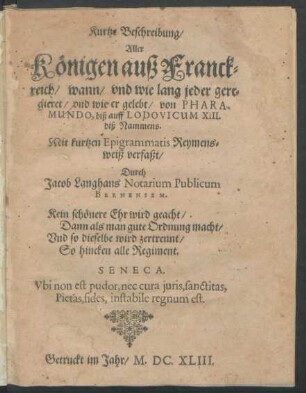 Kurtze Beschreibung/
Aller
Königen auß Franck-
reich/ wann/ vnd wie lang jeder gere-
gieret/ vnd wie er gelebt/ von PHARA-
MUNDO, biß auff LODOVICUM XIII.
diß Nammens.
Mit kurtzen Epigrammatis Reymens-
weiß verfaßt/
Durch
Jacob Langhans Notarium Publicum
BERNENSEM.
Kein schönere Ehr wird geacht/
Dann als man gute Ordnung macht/
Vnd so dieselbe wird zertrennt/
So hincken alle Regiment.
SENECA.
Vbi non est pudor, nec cura juris, sanctitas,
Pietas, fides, instabile regnum est.
Getruckt im Jahr/ M. DC. XLIII.